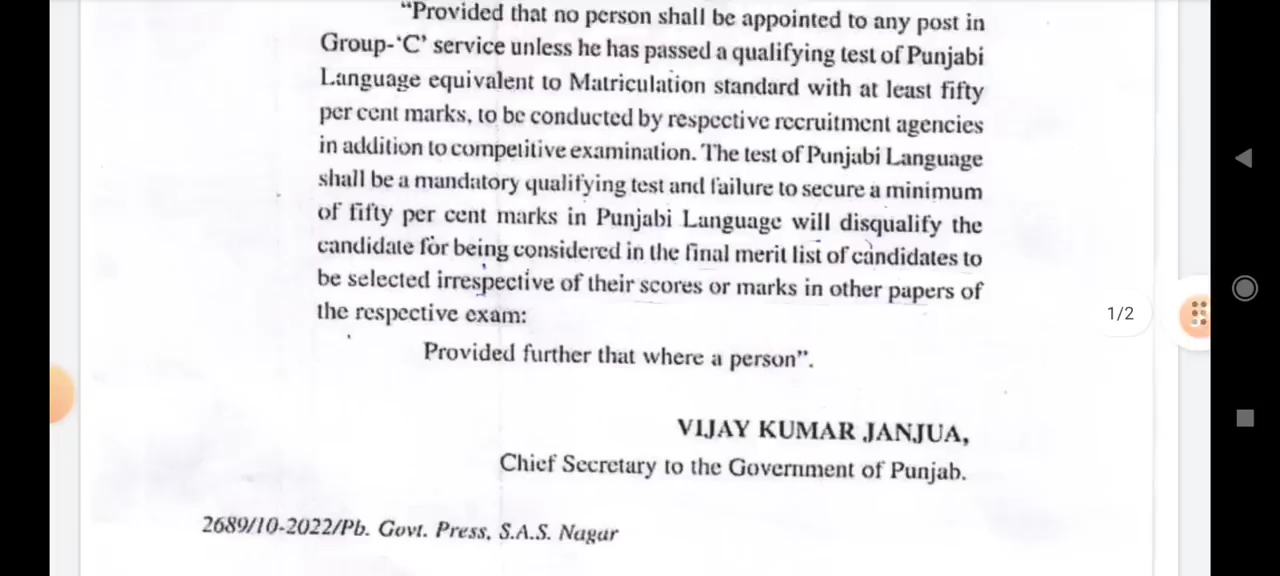 “Provided that no person shall be appointed to any post in
Group-‘C’ service unless he has passed a qualifying test of Punjabi
Language equivalent to Matriculation standard with at least fifty
per cent marks, to be conducted by respective recruitment agencies
in addition to competitive examination. The test of Punjabi Language
shall be a mandatory qualifying test and failure to secure a minimum
of fifty per cent marks in Punjabi Language will disqualify the
candidate for being considered in the final merit list of candidates to
be selected irrespective of their scores or marks in other papers of
the respective exam:
1/2
Provided further that where a person”.
VIJAY KUMAR JANJUA,
Chief Secretary to the Government of Punjab.
2689/10-2022/Pb. Govt. Press, S.A.S. Nagar